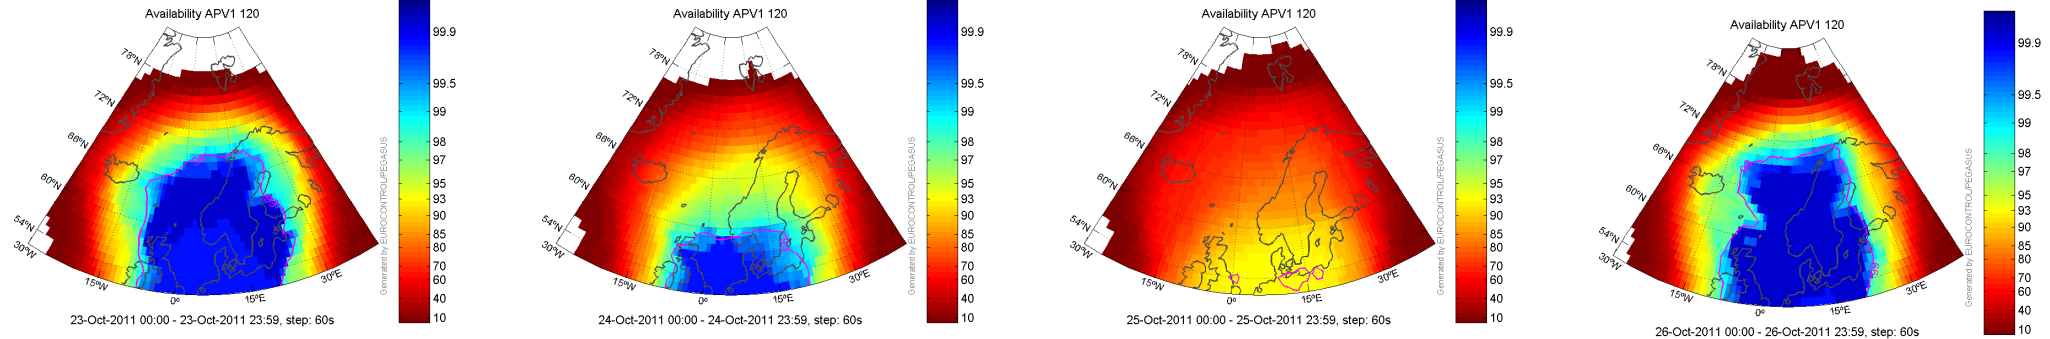 Availability APV1 120
78°N
72°N
66°N
60°N
54°N
30°W
15°W
0°
15°E
30°E
99
99.9
99.5
99
98
97
95
93
90
85
80
70
60
40
10
Generated by EUROCONTROL/PEGASUS
23-Oct-2011 00:00 - 23-Oct-2011 23:59, step: 60s
Availability APV1 120
78°N
72°N
66°N
60°N
54°N
30°W
15°W
0°
15°E
30°E
99.9
99.5
99
98
97
95
93
90
85
80
70
60
40
10
Generated by EUROCONTROL/PEGASUS
24-Oct-2011 00:00 - 24-Oct-2011 23:59, step: 60s
Availability APV1 120
78°N
72°N
66°N
60°N
54°N
30°W
15°W
0°
15°E
30°E
99.9
99.5
99
98
97
95
93
90
85
80
70
60
40
10
Generated by EUROCONTROL/PEGASUS
25-Oct-2011 00:00 - 25-Oct-2011 23:59, step: 60s
Availability APV1 120
78°N
72°N
66°N
60°N
54°N
30°W
15°W
0°
15°E
30°E
99
99.9
99.5
99
98
97
95
93
90
85
80
70
60
40
10
Generated by EUROCONTROL/PEGASUS
26-Oct-2011 00:00 - 26-Oct-2011 23:59, step: 60s